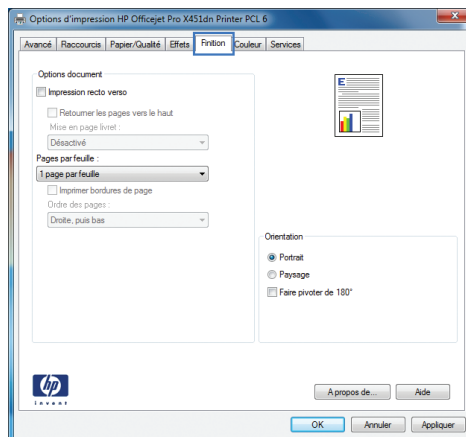 Options d'impression HP Officejet Pro X451dn Printer PCL 6
Avancé Raccourcis Papier/Qualité Effets Finition Couleur Services
Options document
Impression recto verso
Retourner les pages vers le haut
Mise en page livret :
Désactivé
Pages par feuille :
1 page par feuille
Imprimer bordures de page
Ordre des pages :
Droite, puis bas
E
Orientation
Portrait
Paysage
Faire pivoter de 180°
hp
invent
A propos de... Aide
OK Annuler Appliquer